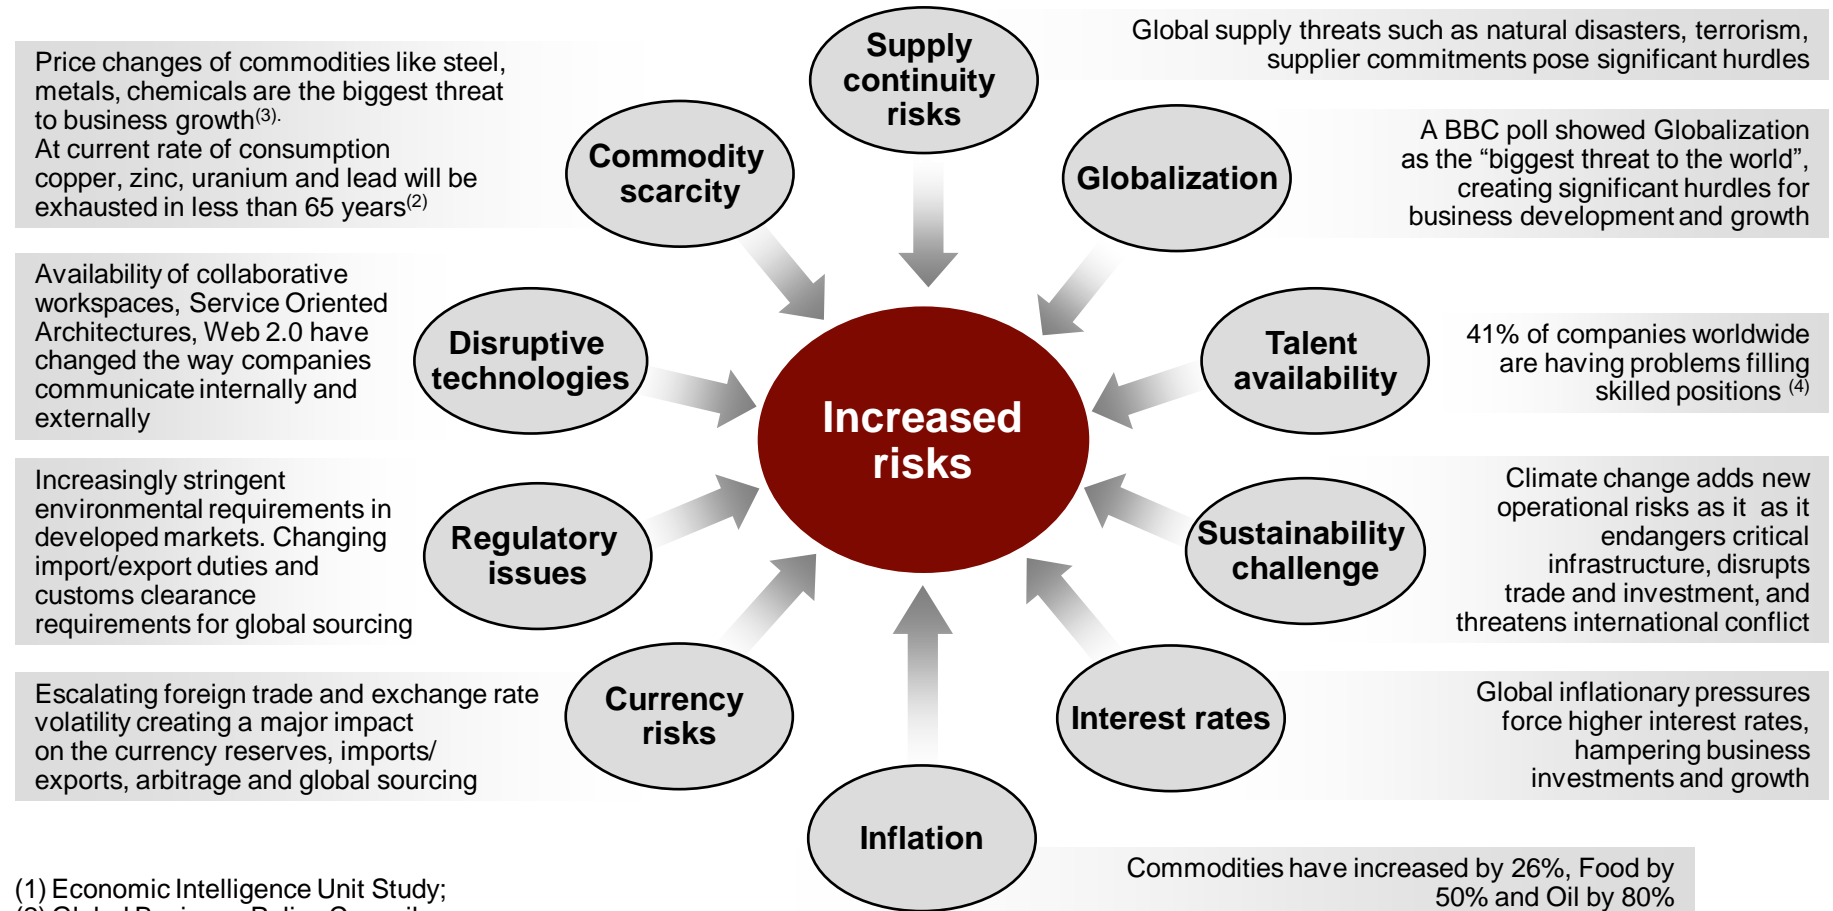 Supply
continuity
risks
Global supply threats such as natural disasters, terrorism,
supplier commitments pose significant hurdles
Price changes of commodities like steel,
metals, chemicals are the biggest threat
to business growth(3).
At current rate of consumption
copper, zinc, uranium and lead will be
exhausted in less than 65 years(2)
Commodity
scarcity
Globalization
A BBC poll showed Globalization
as the “biggest threat to the world”,
creating significant hurdles for
business development and growth
Availability of collaborative
workspaces, Service Oriented
Architectures, Web 2.0 have
changed the way companies
communicate internally and
externally
Disruptive
technologies
Increased
risks
Talent
availability
41% of companies worldwide
are having problems filling
skilled positions (4)
Increasingly stringent
environmental requirements in
developed markets. Changing
import/export duties and
customs clearance
requirements for global sourcing
Regulatory
issues
Sustainability
challenge
Climate change adds new
operational risks as it as it
endangers critical
infrastructure, disrupts
trade and investment, and
threatens international conflict
Escalating foreign trade and exchange rate
volatility creating a major impact
on the currency reserves, imports/
exports, arbitrage and global sourcing
Currency
risks
Interest rates
Global inflationary pressures
force higher interest rates,
hampering business
investments and growth
Inflation
Commodities have increased by 26%, Food by
50% and Oil by 80%
(1) Economic Intelligence Unit Study;
(2) Global Business Policy Council